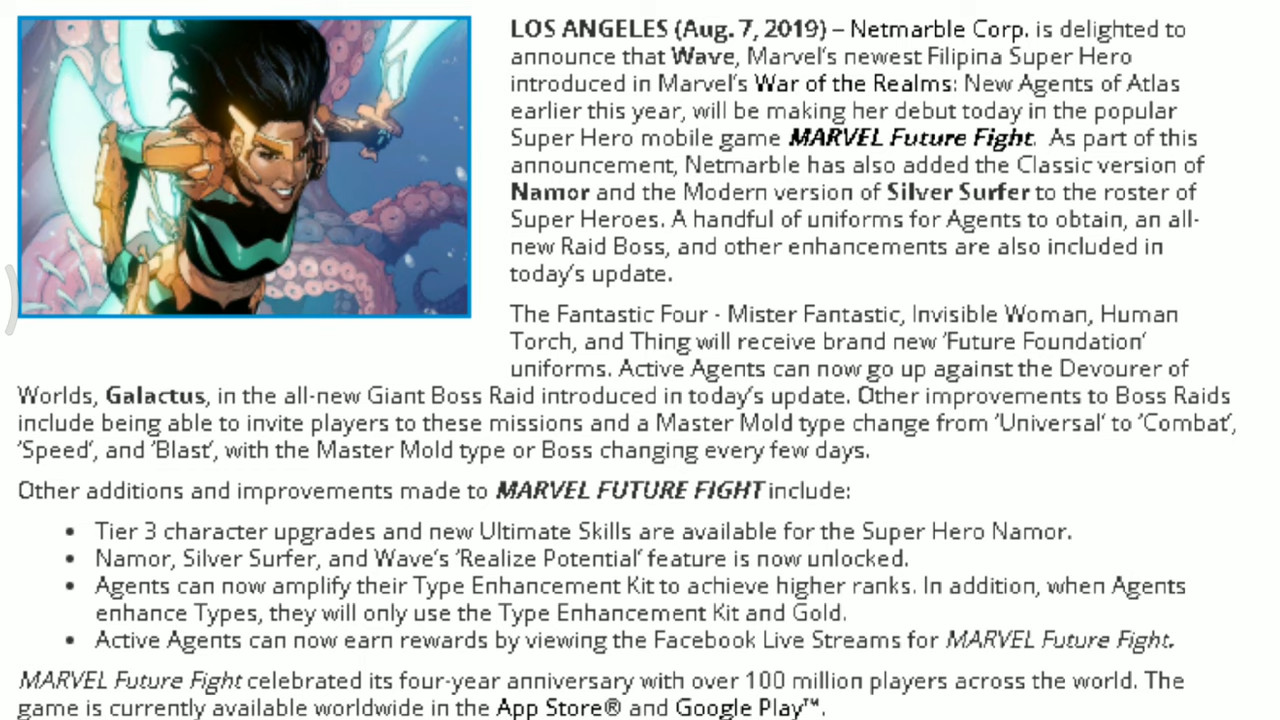 LOS ANGELES (Aug. 7, 2019) – Netmarble Corp. is delighted to
announce that Wave, Marvel's newest Filipina Super Hero
introduced in Marvel's War of the Realms: New Agents of Atlas
earlier this year, will be making her debut today in the popular
Super Hero mobile game MARVEL Future Fight. As part of this
announcement, Netmarble has also added the Classic version of
Namor and the Modern version of Silver Surfer to the roster of
Super Heroes. A handful of uniforms for Agents to obtain, an all-
new Raid Boss, and other enhancements are also included in
today's update.
The Fantastic Four - Mister Fantastic, Invisible Woman, Human
Torch, and Thing will receive brand new 'Future Foundation'
uniforms. Active Agents can now go up against the Devourer of
Worlds, Galactus, in the all-new Giant Boss Raid introduced in today's update. Other improvements to Boss Raids
include being able to invite players to these missions and a Master Mold type change from 'Universal' to 'Combat',
'Speed', and 'Blast', with the Master Mold type or Boss changing every few days.
Other additions and improvements made to MARVEL FUTURE FIGHT include:
• Tier 3 character upgrades and new Ultimate Skills are available for the Super Hero Namor.
• Namor, Silver Surfer, and Wave's 'Realize Potential' feature is now unlocked.
• Agents can now amplify their Type Enhancement Kit to achieve higher ranks. In addition, when Agents
enhance Types, they will only use the Type Enhancement Kit and Gold.
• Active Agents can now earn rewards by viewing the Facebook Live Streams for MARVEL Future Fight.
MARVEL Future Fight celebrated its four-year anniversary with over 100 million players across the world. The
game is currently available worldwide in the App Store® and Google Play™.